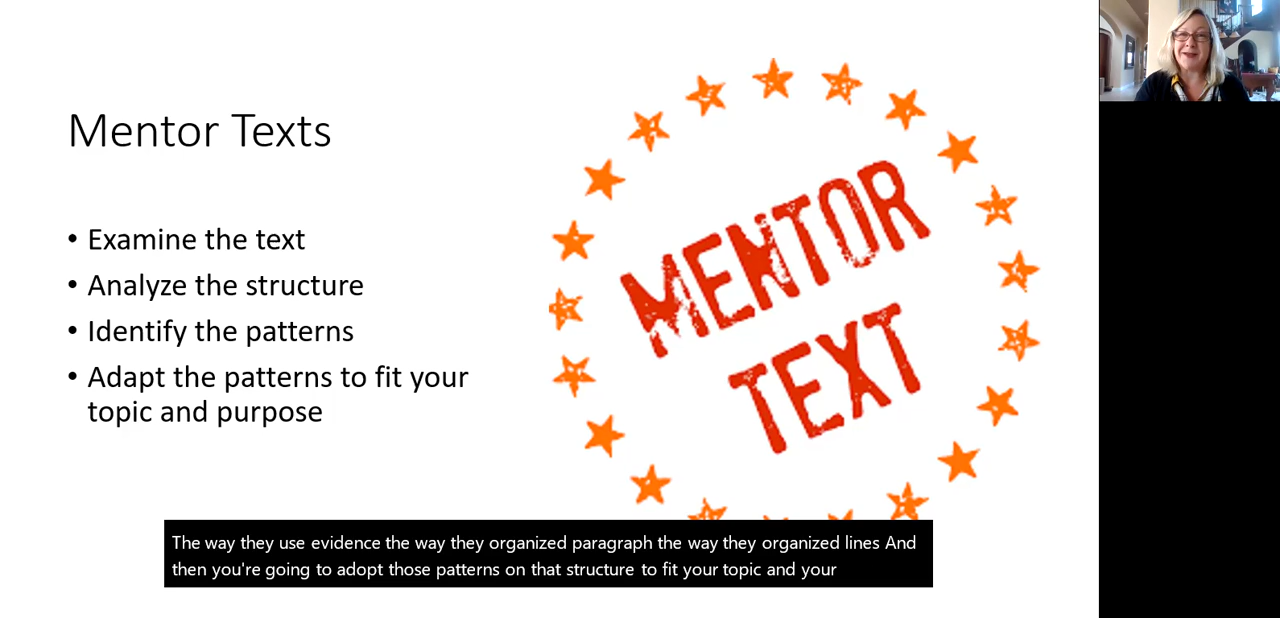 Mentor Texts
• Examine the text
• Analyze the structure
• Identify the patterns
• Adapt the patterns to fit your
topic and purpose
MENTOR
TEXT
The way they use evidence the way they organized paragraph the way they organized lines And
then you're going to adopt those patterns on that structure to fit your topic and your